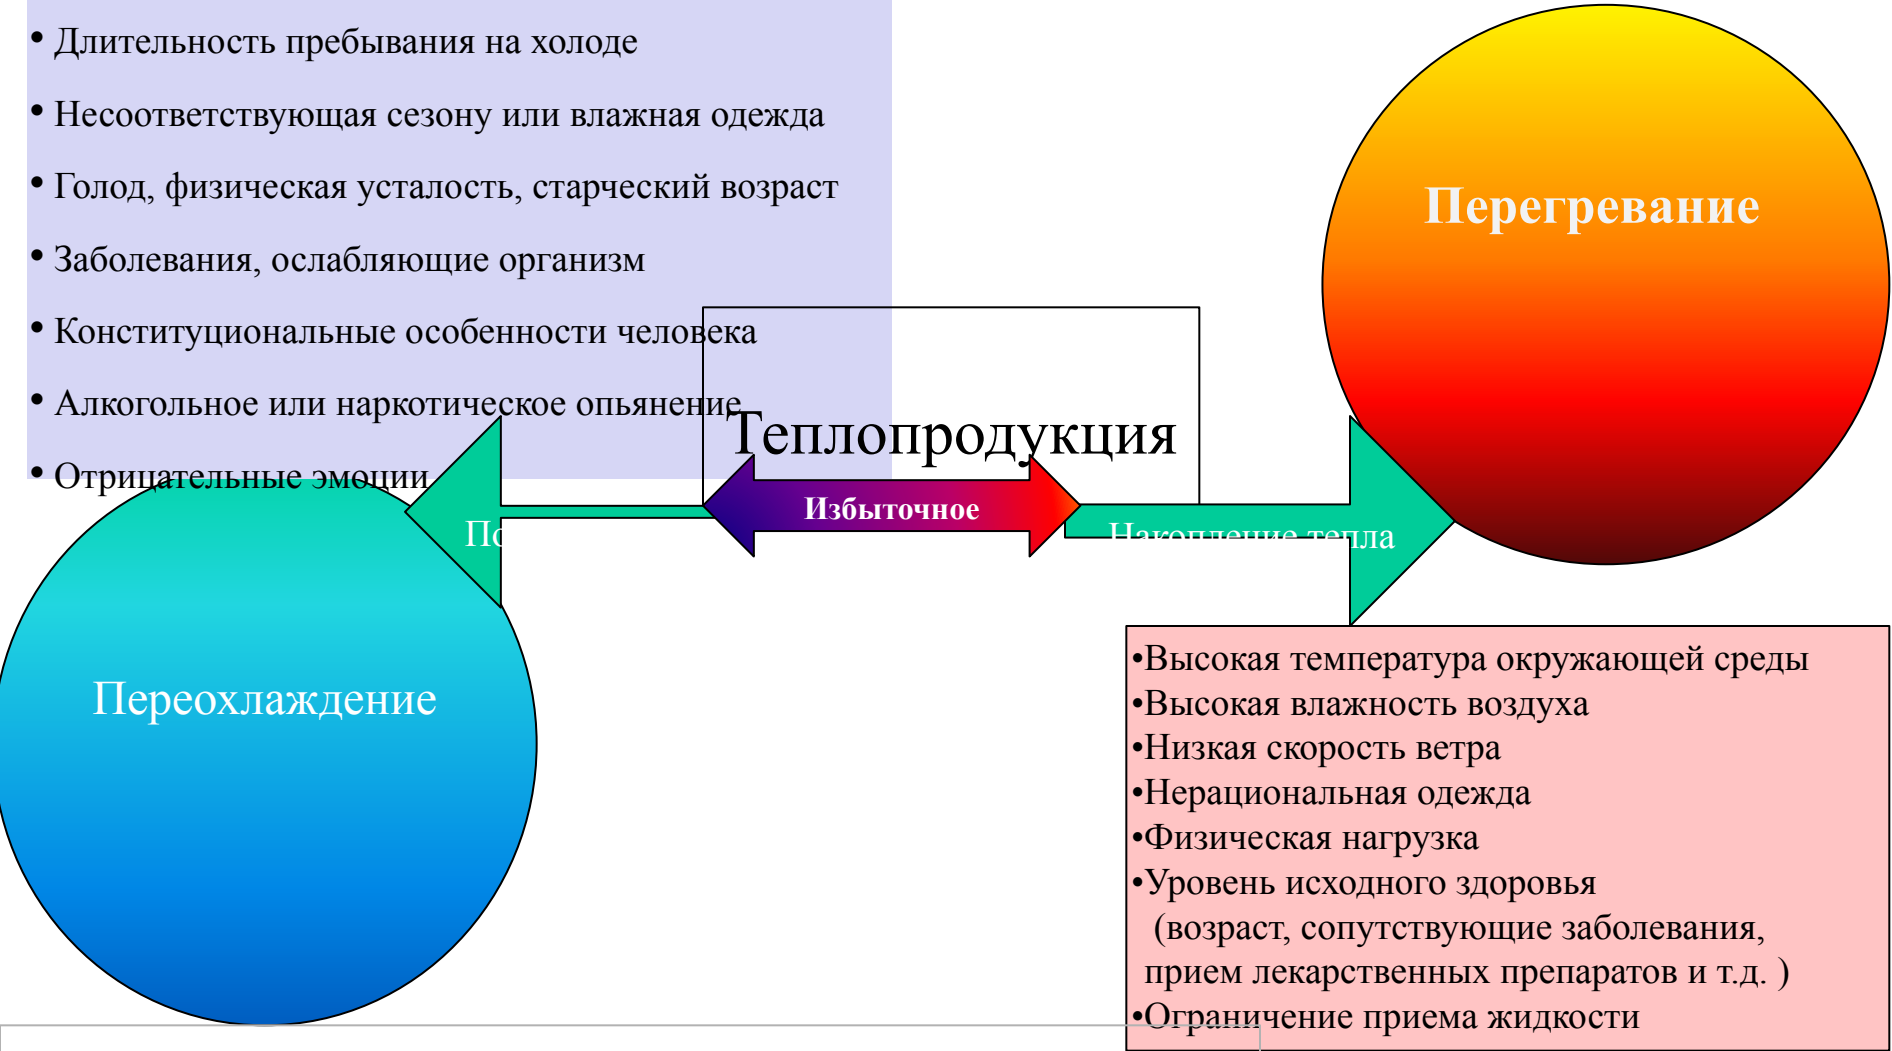 • Длительность пребывания на холоде
• Несоответствующая сезону или влажная одежда
• Голод, физическая усталость, старческий возраст
• Заболевания, ослабляющие организм
• Конституциональные особенности человека
• Алкогольное или наркотическое опьянение
• Отрицательные эмоции
Перегревание
Теплопродукция
Избыточное
Накопление тепла
Переохлаждение
•Высокая температура окружающей среды
•Высокая влажность воздуха
•Низкая скорость ветра
•Нерациональная одежда
•Физическая нагрузка
•Уровень исходного здоровья
(возраст, сопутствующие заболевания,
прием лекарственных препаратов и т.д. )
•Ограничение приема жидкости